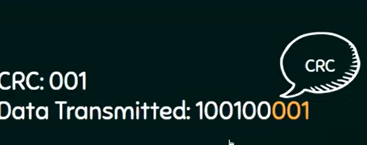 CRC
CRC: 001
Data Transmitted: 100100001